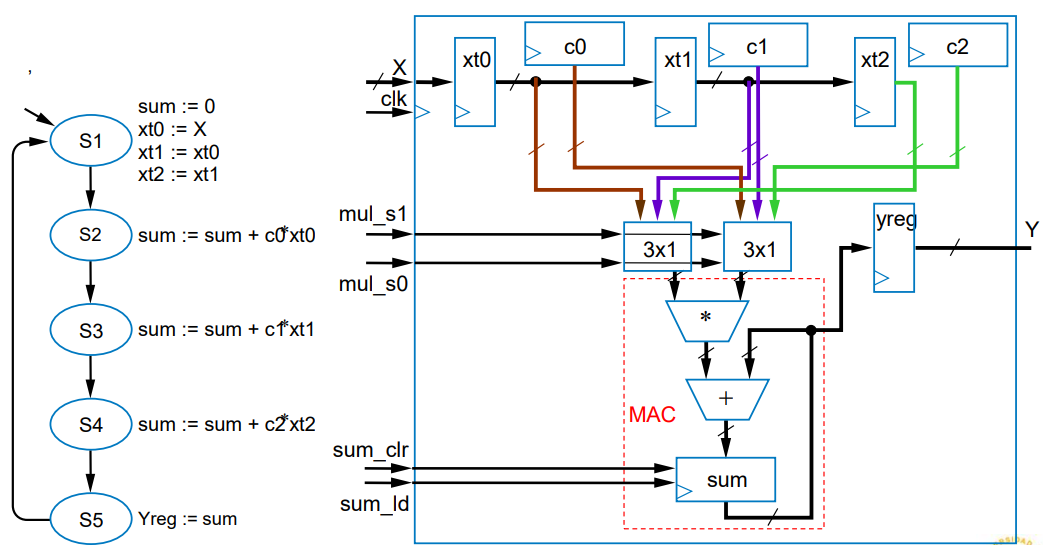 ,
S1
sum := 0
xt0 := X
xt1 := xt0
xt2 := xt1
S2
sum := sum + c0*xt0
S3
sum := sum + c1*xt1
S4
sum := sum + c2*xt2
S5
Yreg := sum
X
clk
xt0
c0
xt1
c1
xt2
c2
mul_s1
mul_s0
3x1
3x1
yreg
Y
*
+
MAC
sum_clr
sum_ld
sum